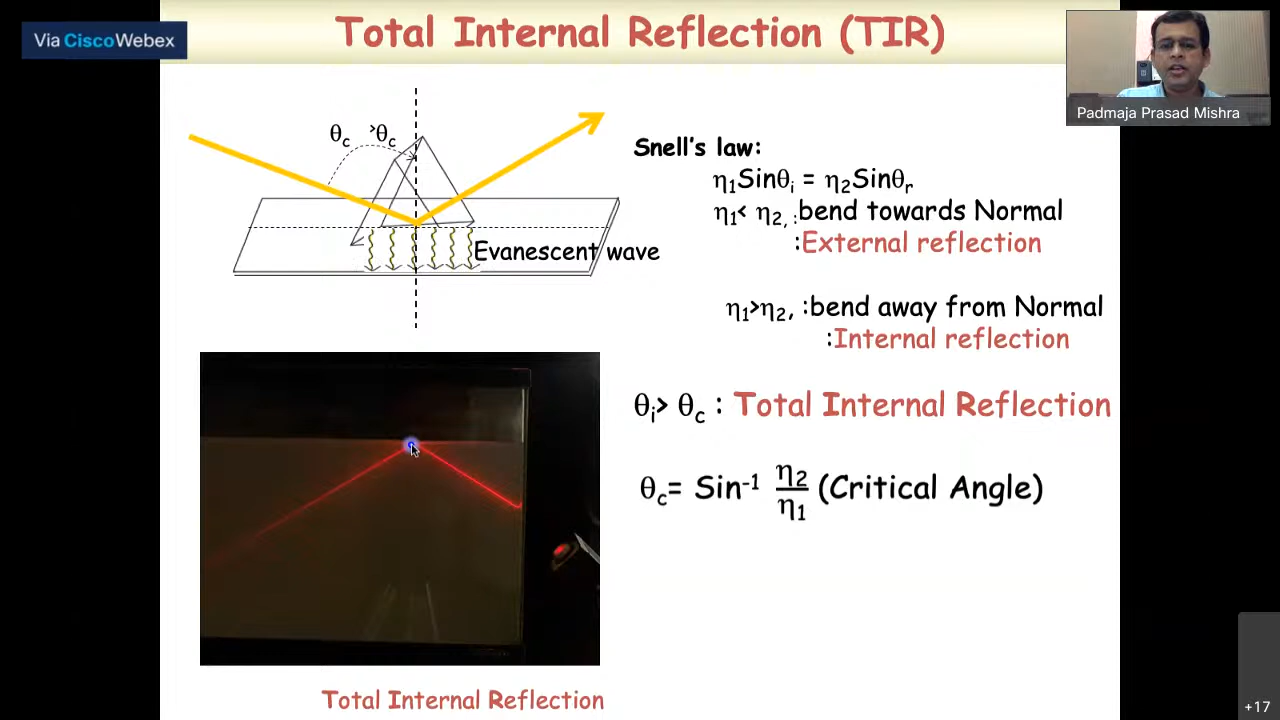 Via Cisco Webex
Total Internal Reflection (TIR)
Padmaja Prasad Mishra
θc >θc
Evanescent wave
Snell's law:
η1Sinθi = η2Sinθr
η1< η2, :bend towards Normal
:External reflection
η1>η2, :bend away from Normal
:Internal reflection
θi> θc : Total Internal Reflection
θc= Sin-1 η2/η1 (Critical Angle)
Total Internal Reflection
+17